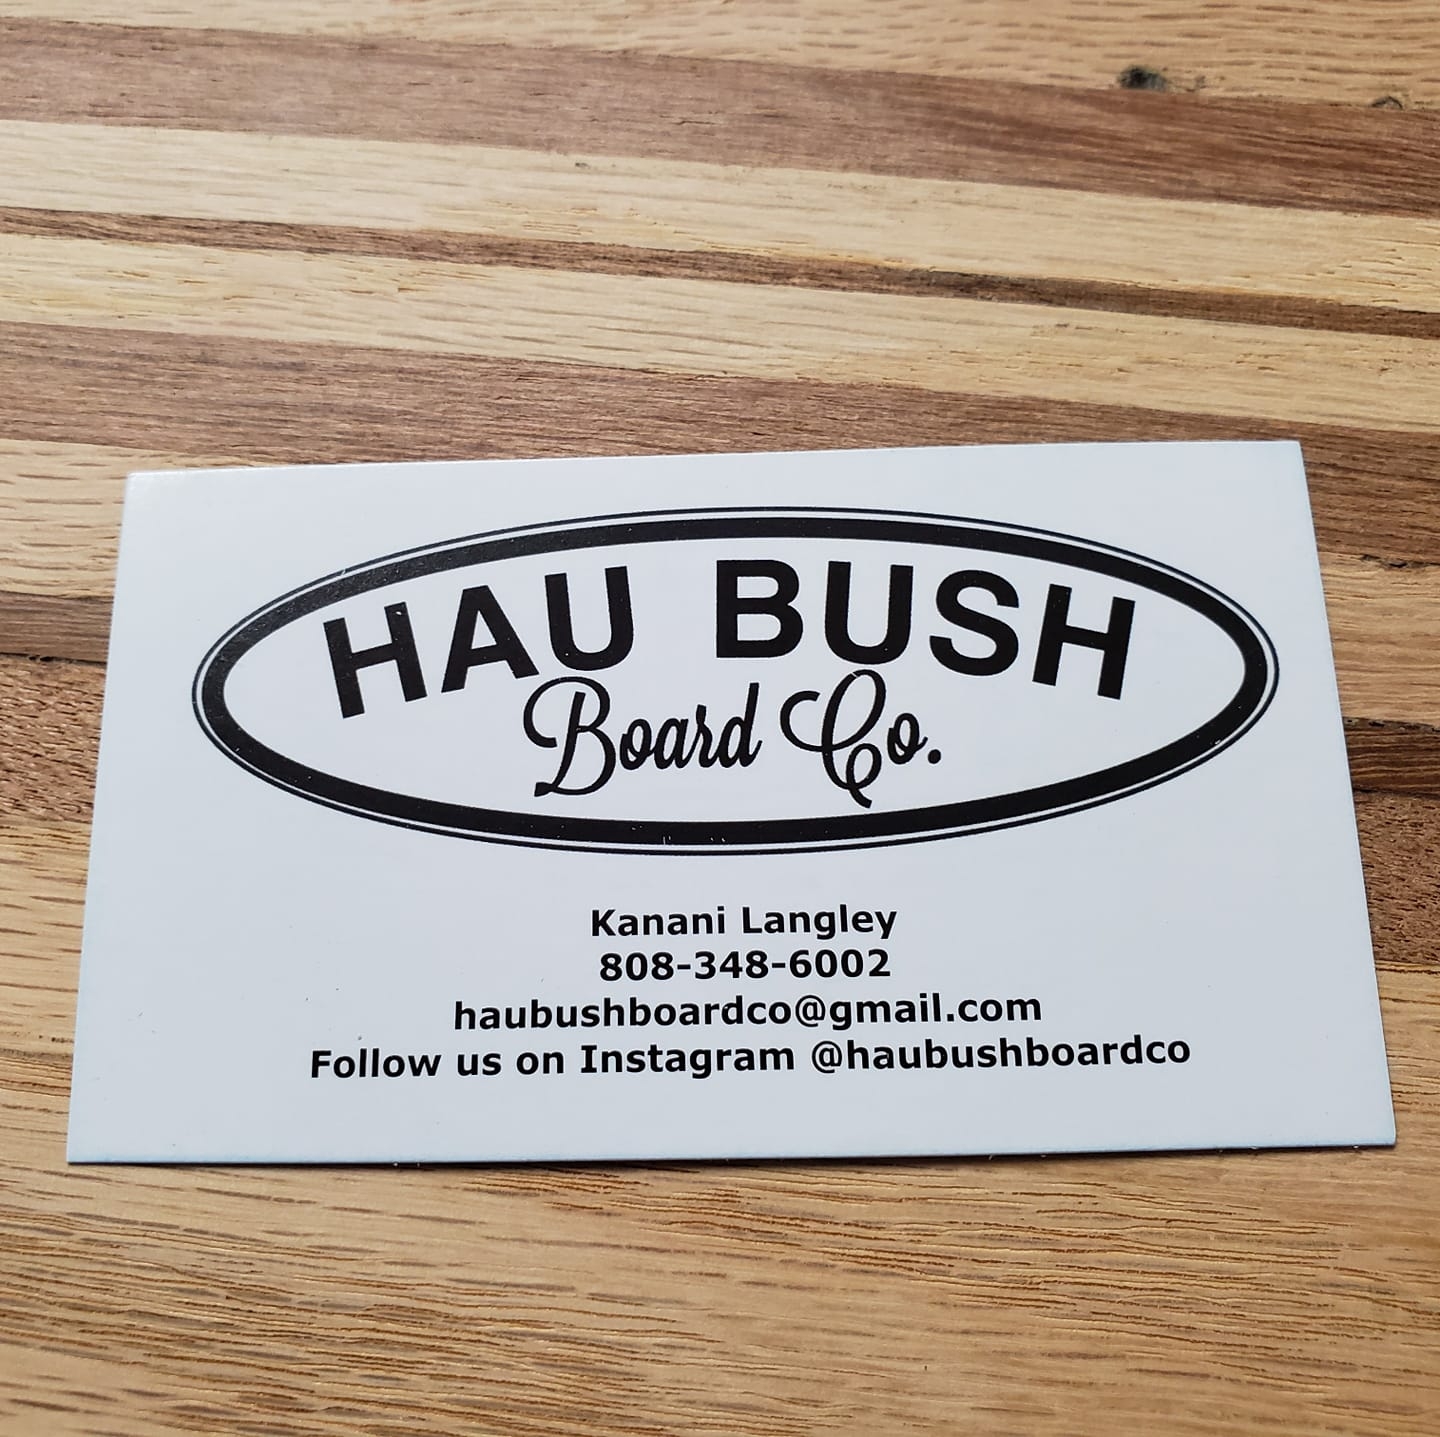 HAU BUSH
Board Co.
Kanani Langley
808-348-6002
haubushboardco@gmail.com
Follow us on Instagram @haubushboardco